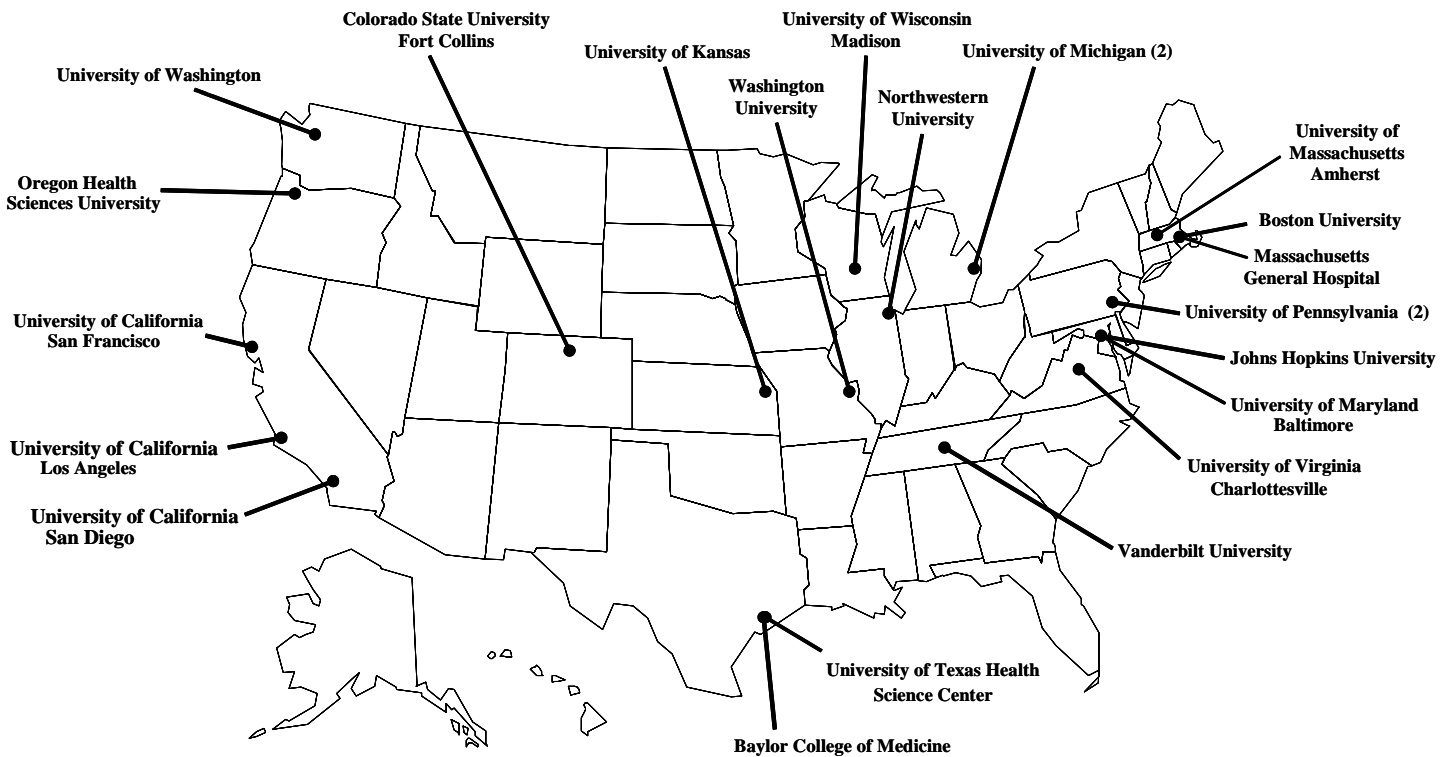 Colorado State University
Fort Collins
University of Wisconsin
Madison
University of Kansas
University of Michigan (2)
University of Washington
Washington
University
Northwestern
University
University of
Massachusetts
Amherst
Oregon Health
Sciences University
Boston University
Massachusetts
General Hospital
University of Pennsylvania (2)
University of California
San Francisco
Johns Hopkins University
University of Maryland
Baltimore
University of California
Los Angeles
University of Virginia
Charlottesville
University of California
San Diego
Vanderbilt University
University of Texas Health
Science Center
Baylor College of Medicine